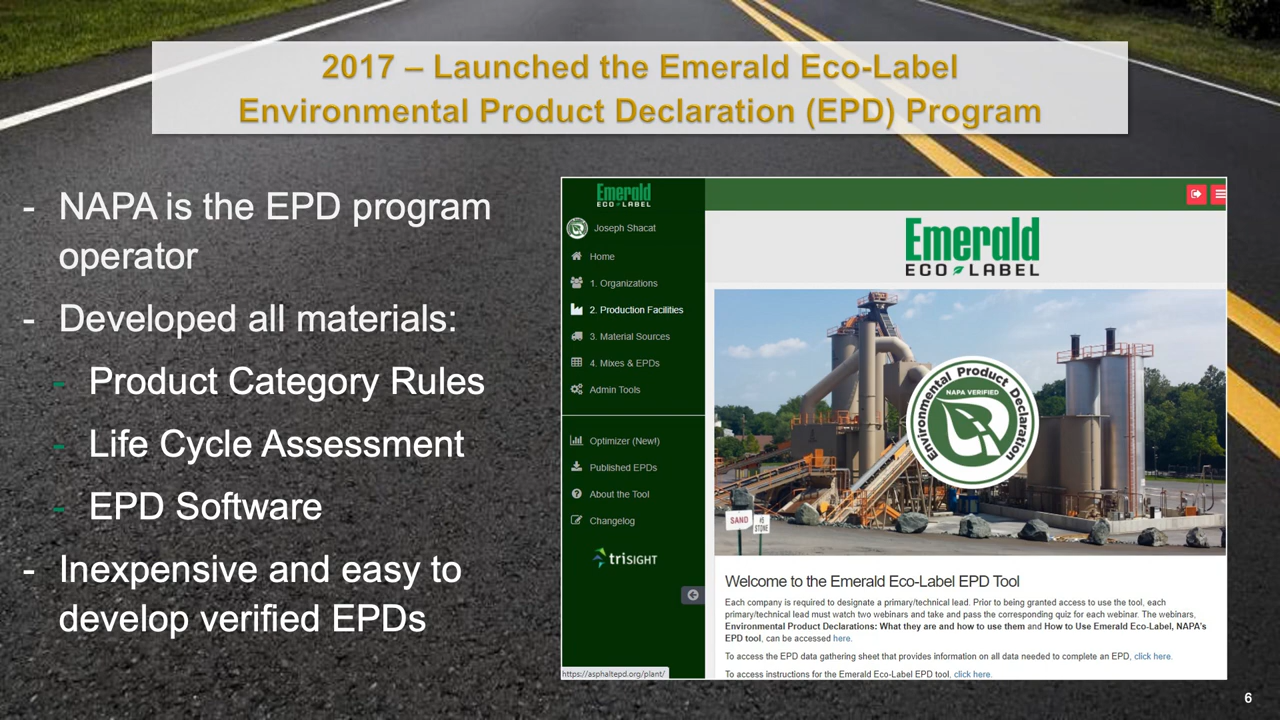 2017 – Launched the Emerald Eco-Label
Environmental Product Declaration (EPD) Program
- NAPA is the EPD program
operator
- Developed all materials:
- Product Category Rules
- Life Cycle Assessment
- EPD Software
- Inexpensive and easy to
develop verified EPDs
Emerald
ECO LABEL
Joseph Shacat
Home
1. Organizations
2. Production Facilities
3. Material Sources
4. Mixes & EPDs
Admin Tools
Optimizer (New!)
Published EPDs
About the Tool
Changelog
triSIGHT
https://asphaltepd.org/plant/
Emerald
ECO LABEL
Environmental Product Declaration
NAPA VERIFIED
SAND
#8
STONE
Welcome to the Emerald Eco-Label EPD Tool
Each company is required to designate a primary/technical lead. Prior to being granted access to use the tool, each
primary/technical lead must watch two webinars and take and pass the corresponding quiz for each webinar. The webinars,
Environmental Product Declarations: What they are and how to use them and How to Use Emerald Eco-Label, NAPA's
EPD tool, can be accessed here.
To access the EPD data gathering sheet that provides information on all data needed to complete an EPD, click here.
To access instructions for the Emerald Eco-Label EPD tool, click here.
6